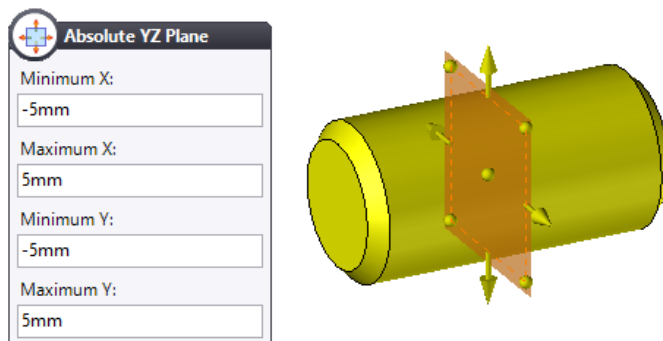 Absolute YZ Plane
Minimum X:
-5mm
Maximum X:
5mm
Minimum Y:
-5mm
Maximum Y:
5mm